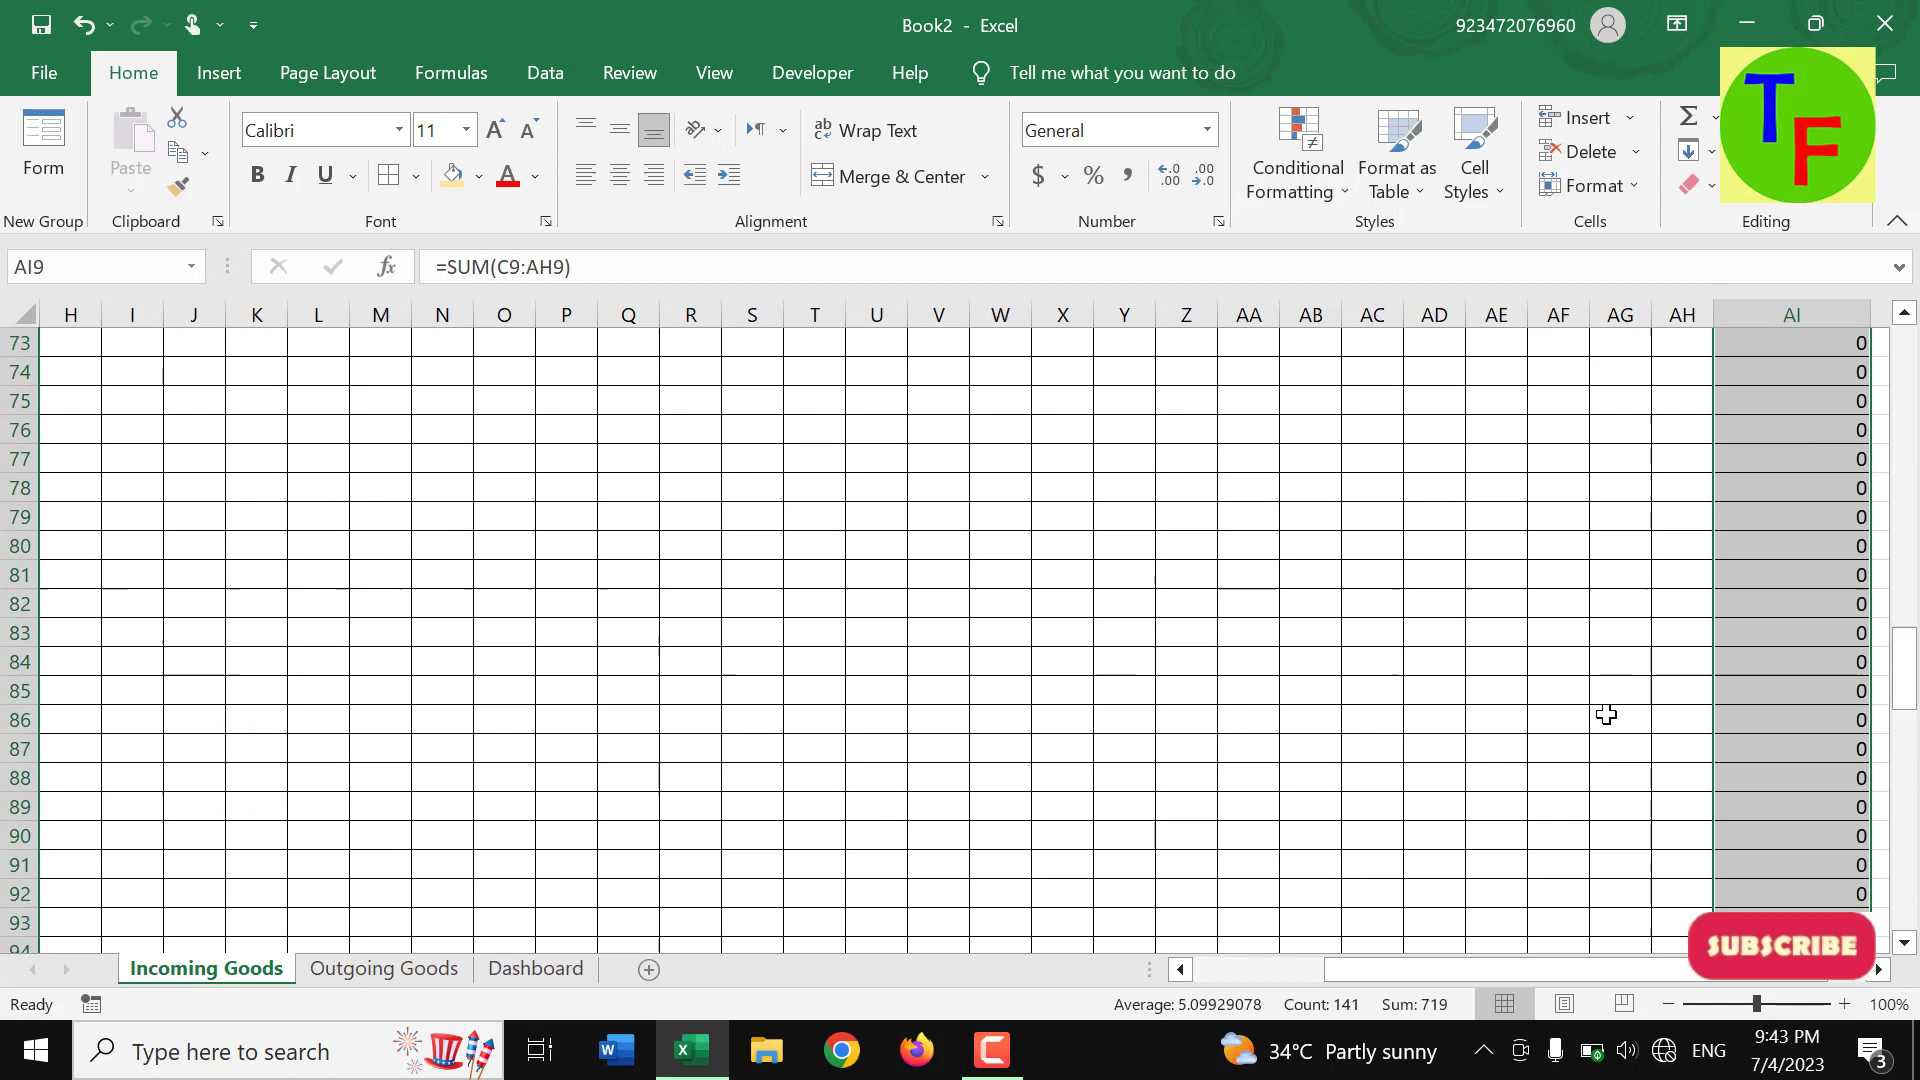 Book2 - Excel
923472076960
File Home Insert Page Layout Formulas Data Review View Developer Help Tell me what you want to do
TF
Form
New Group
Paste
Clipboard
Calibri 11
B I U A
Font
Wrap Text
Merge & Center
Alignment
General
$ % ,
Number
Conditional Formatting
Format as Table
Cell Styles
Styles
Insert
Delete
Format
Cells
Editing
AI9 fx =SUM(C9:AH9)
H I J K L M N O P Q R S T U V W X Y Z AA AB AC AD AE AF AG AH AI
73 0
74 0
75 0
76 0
77 0
78 0
79 0
80 0
81 0
82 0
83 0
84 0
85 0
86 0
87 0
88 0
89 0
90 0
91 0
92 0
93
94
SUBSCRIBE
Incoming Goods Outgoing Goods Dashboard
Ready Average: 5.09929078 Count: 141 Sum: 719 100%
Type here to search 34°C Partly sunny ENG 9:43 PM
7/4/2023
3